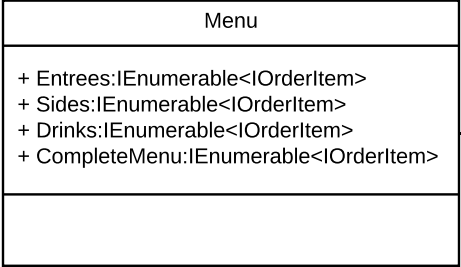 Menu
+ Entrees:IEnumerable<IOrderItem>
+ Sides:IEnumerable<IOrderItem>
+ Drinks:IEnumerable<IOrderItem>
+ CompleteMenu:IEnumerable<IOrderItem>